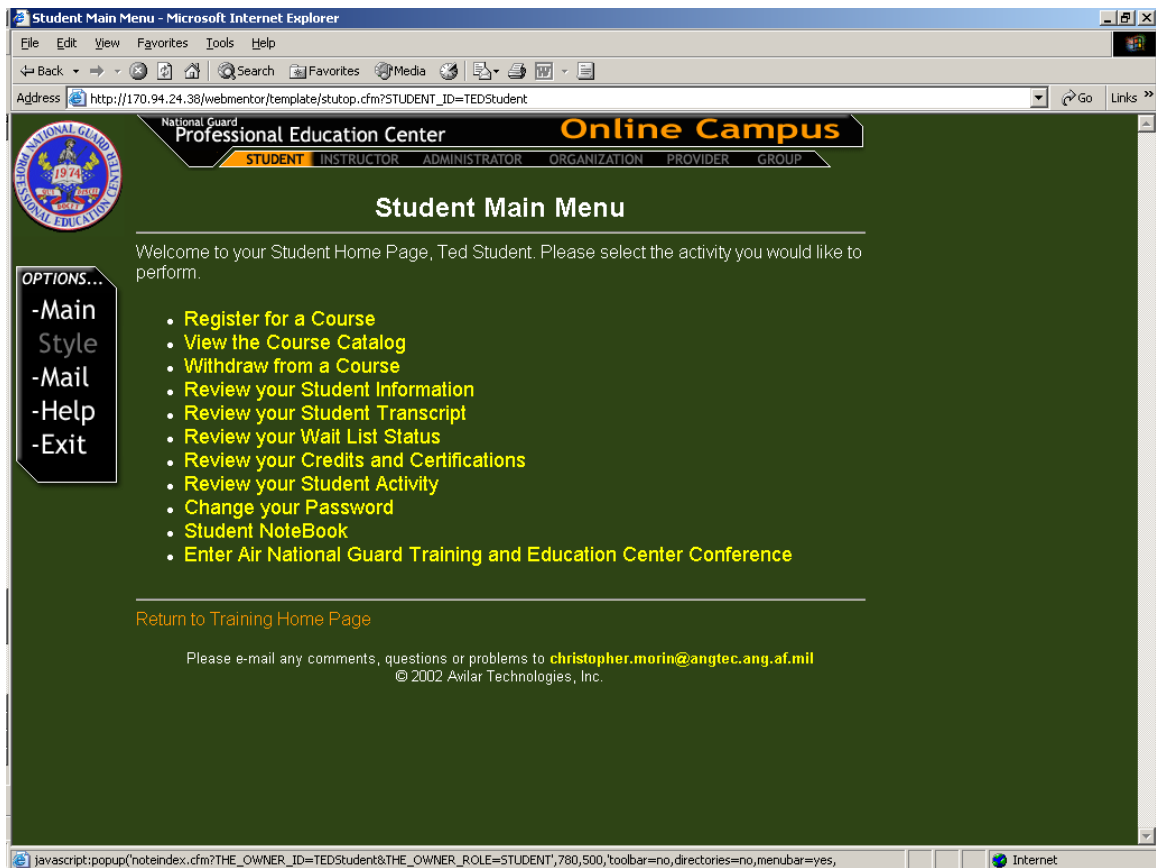 Student Main Menu - Microsoft Internet Explorer
File Edit View Favorites Tools Help
Back Search Favorites Media
Address http://170.94.24.38/webmentor/template/stutop.cfm?STUDENT_ID=TEDStudent Go Links »
National Guard
Professional Education Center Online Campus
STUDENT INSTRUCTOR ADMINISTRATOR ORGANIZATION PROVIDER GROUP
1974
Student Main Menu
Welcome to your Student Home Page, Ted Student. Please select the activity you would like to
perform.
OPTIONS...
-Main
Style
-Mail
-Help
-Exit
• Register for a Course
• View the Course Catalog
• Withdraw from a Course
• Review your Student Information
• Review your Student Transcript
• Review your Wait List Status
• Review your Credits and Certifications
• Review your Student Activity
• Change your Password
• Student NoteBook
• Enter Air National Guard Training and Education Center Conference
Return to Training Home Page
Please e-mail any comments, questions or problems to christopher.morin@angtec.ang.af.mil
© 2002 Avilar Technologies, Inc.
javascript:popup('noteindex.cfm?THE_OWNER_ID=TEDStudent&THE_OWNER_ROLE=STUDENT',780,500,'toolbar=no,directories=no,menubar=yes, Internet